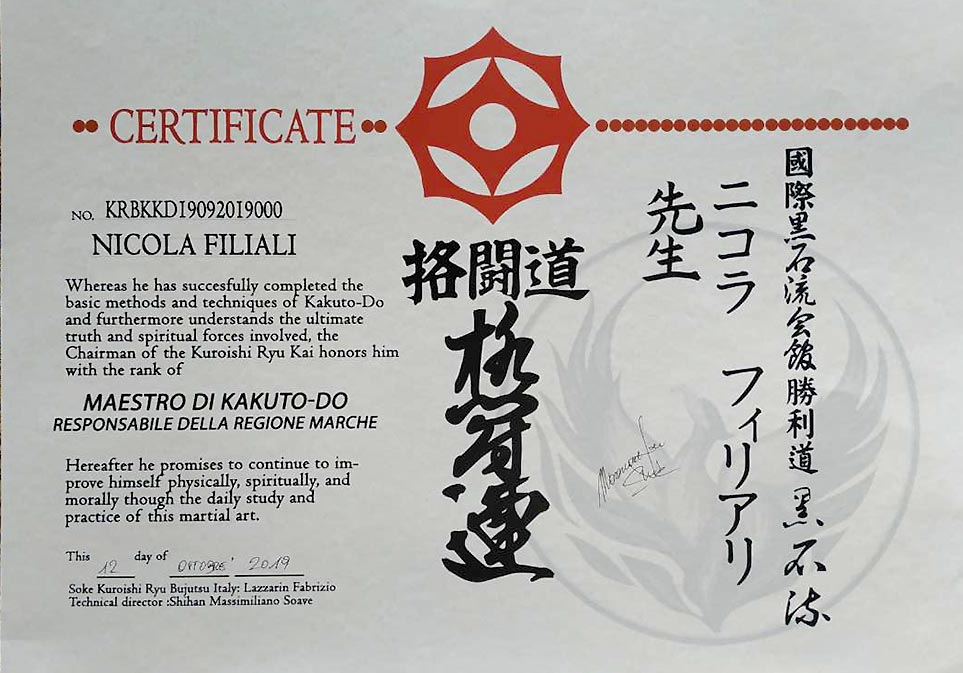 CERTIFICATE
NO. KRBKKD19092019000
NICOLA FILIALI
Whereas he has succesfully completed the
basic methods and techniques of Kakuto-Do
and furthermore understands the ultimate
truth and spiritual forces involved, the
Chairman of the Kuroishi Ryu Kai honors him
with the rank of
MAESTRO DI KAKUTO-DO
RESPONSABILE DELLA REGIONE MARCHE
Hereafter he promises to continue to im-
prove himself physically, spiritually, and
morally though the daily study and
practice of this martial art.
This 12 day of OTTOBRE 2019
Soke Kuroishi Ryu Bujutsu Italy: Lazzarin Fabrizio
Technical director :Shihan Massimiliano Soave
格闘道
國際黒石流会館勝利道 黒石流
ニコラ フィリアリ
先生